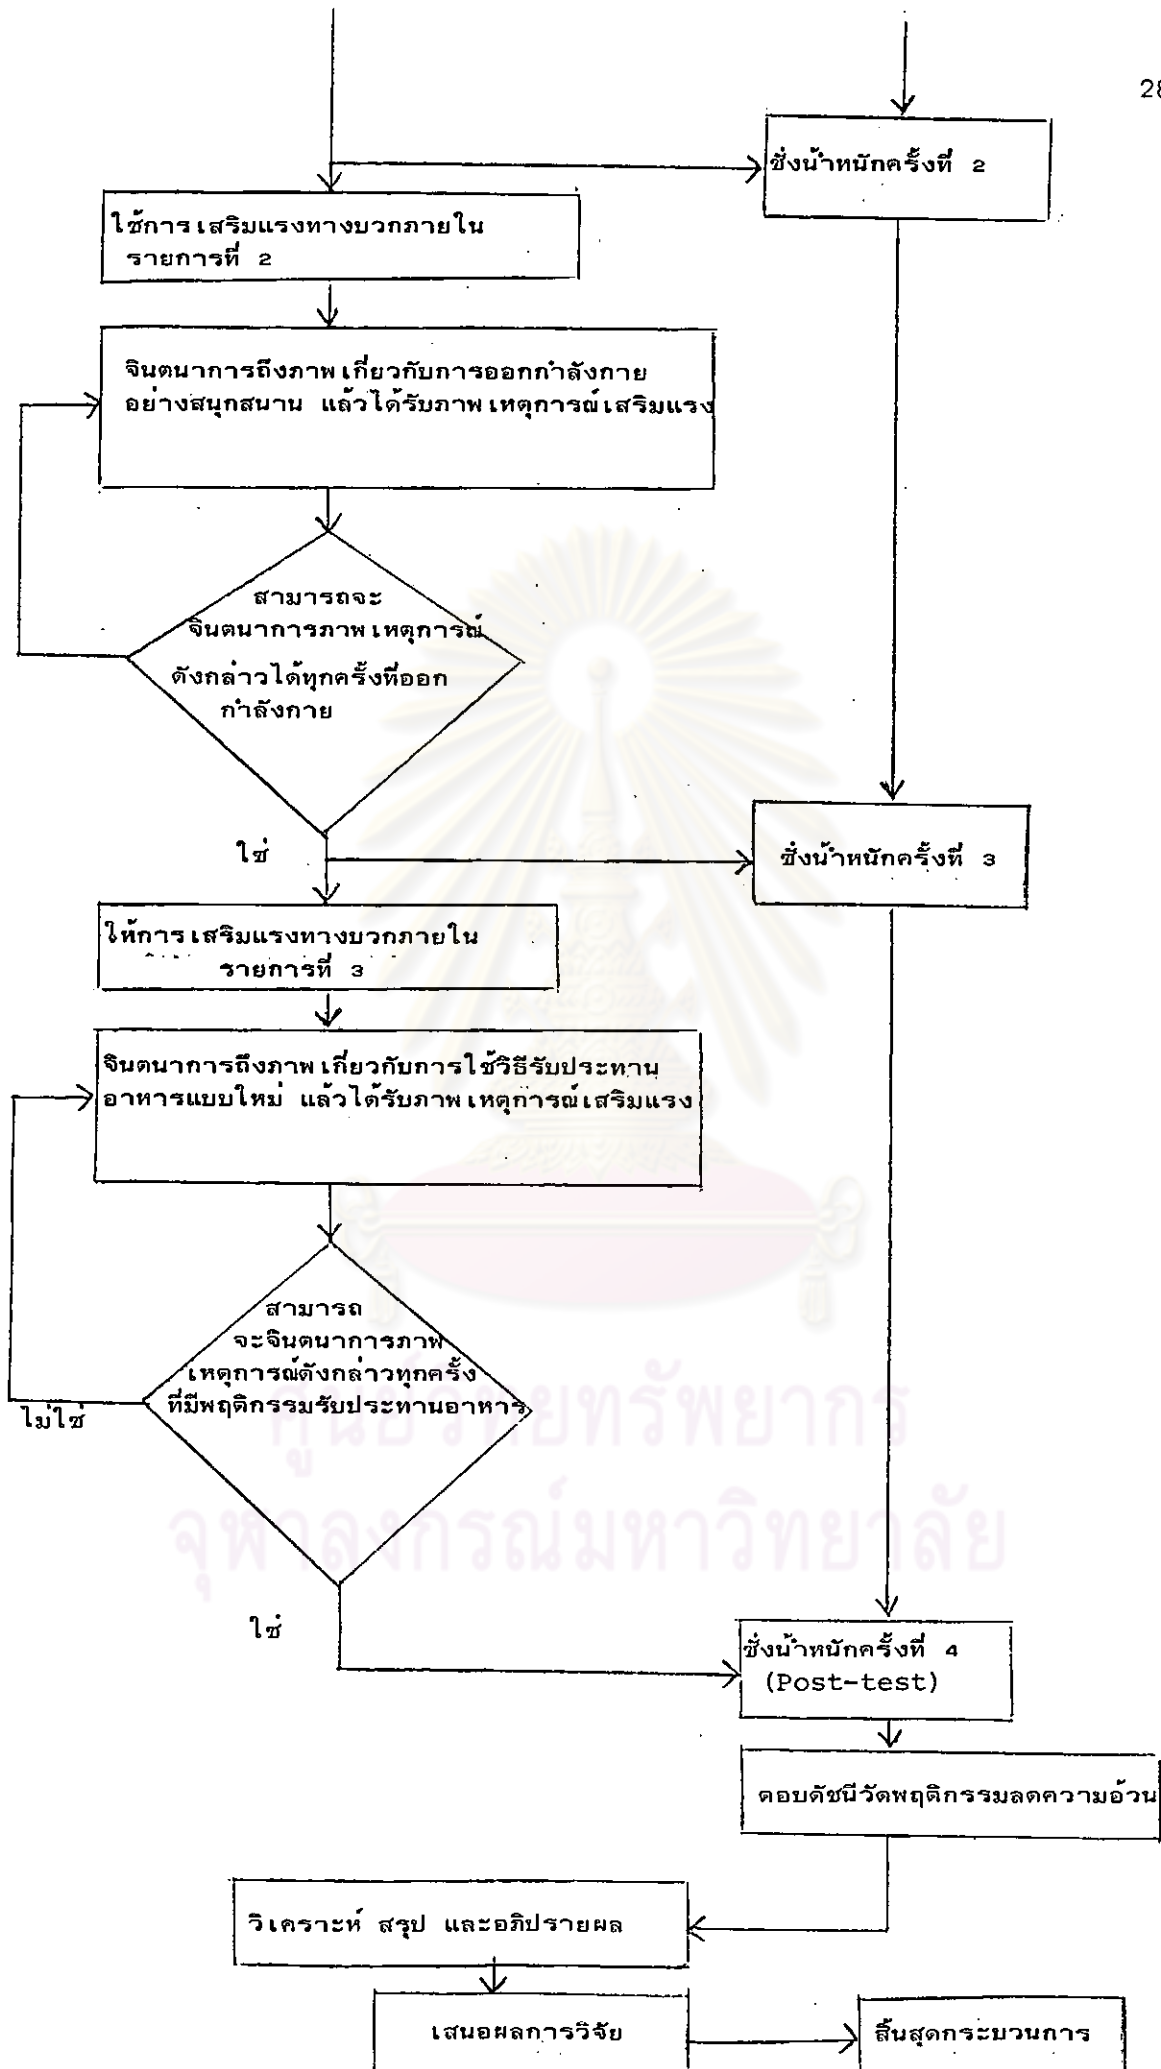 28
ชั่งน้ำหนักครั้งที่ 2
ใช้การเสริมแรงทางบวกภายใน
รายการที่ 2
จินตนาการถึงภาพเกี่ยวกับการออกกำลังกาย
อย่างสนุกสนาน แล้วได้รับภาพเหตุการณ์เสริมแรง
สามารถจะ
จินตนาการภาพเหตุการณ์
ดังกล่าวได้ทุกครั้งที่ออก
กำลังกาย
ใช่
ชั่งน้ำหนักครั้งที่ 3
ให้การเสริมแรงทางบวกภายใน
รายการที่ 3
จินตนาการถึงภาพเกี่ยวกับการใช้วิธีรับประทาน
อาหารแบบใหม่ แล้วได้รับภาพเหตุการณ์เสริมแรง
สามารถ
จะจินตนาการภาพ
เหตุการณ์ดังกล่าวทุกครั้ง
ที่มีพฤติกรรมรับประทานอาหาร
ไม่ใช่
ศูนย์วิทยทรัพยากร
จุฬาลงกรณ์มหาวิทยาลัย
ใช่
ชั่งน้ำหนักครั้งที่ 4
(Post-test)
ตอบดัชนีวัดพฤติกรรมลดความอ้วน
วิเคราะห์ สรุป และอภิปรายผล
เสนอผลการวิจัย
สิ้นสุดกระบวนการ